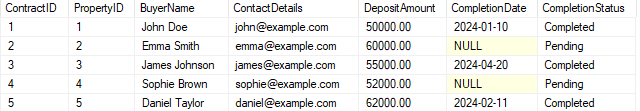 ContractID PropertyID BuyerName ContactDetails DepositAmount CompletionDate CompletionStatus
1 1 John Doe john@example.com 50000.00 2024-01-10 Completed
2 2 Emma Smith emma@example.com 60000.00 NULL Pending
3 3 James Johnson james@example.com 55000.00 2024-04-20 Completed
4 4 Sophie Brown sophie@example.com 52000.00 NULL Pending
5 5 Daniel Taylor daniel@example.com 62000.00 2024-02-11 Completed